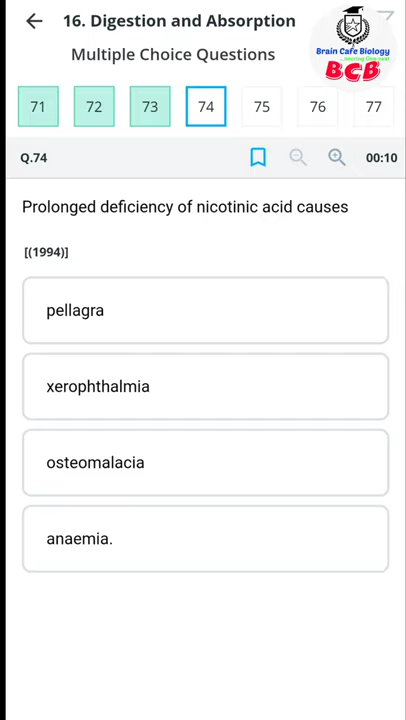 16. Digestion and Absorption
Multiple Choice Questions
Brain Cafe Biology
BCB
71 72 73 74 75 76 77
Q.74 00:10
Prolonged deficiency of nicotinic acid causes
[(1994)]
pellagra
xerophthalmia
osteomalacia
anaemia.